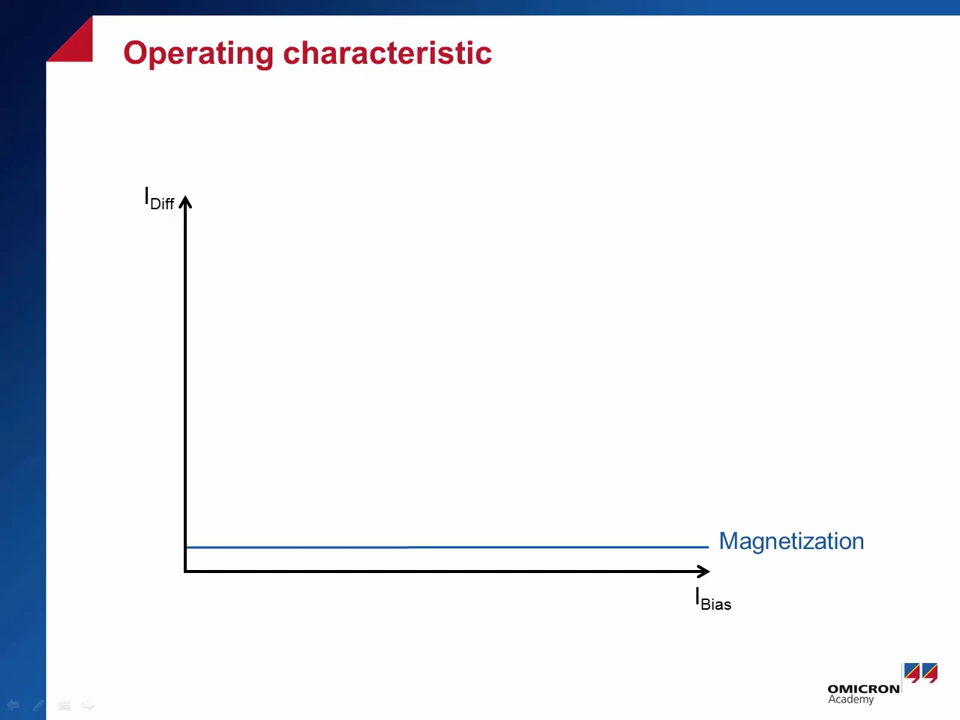 Operating characteristic
IDiff
Magnetization
IBias
OMICRON
Academy